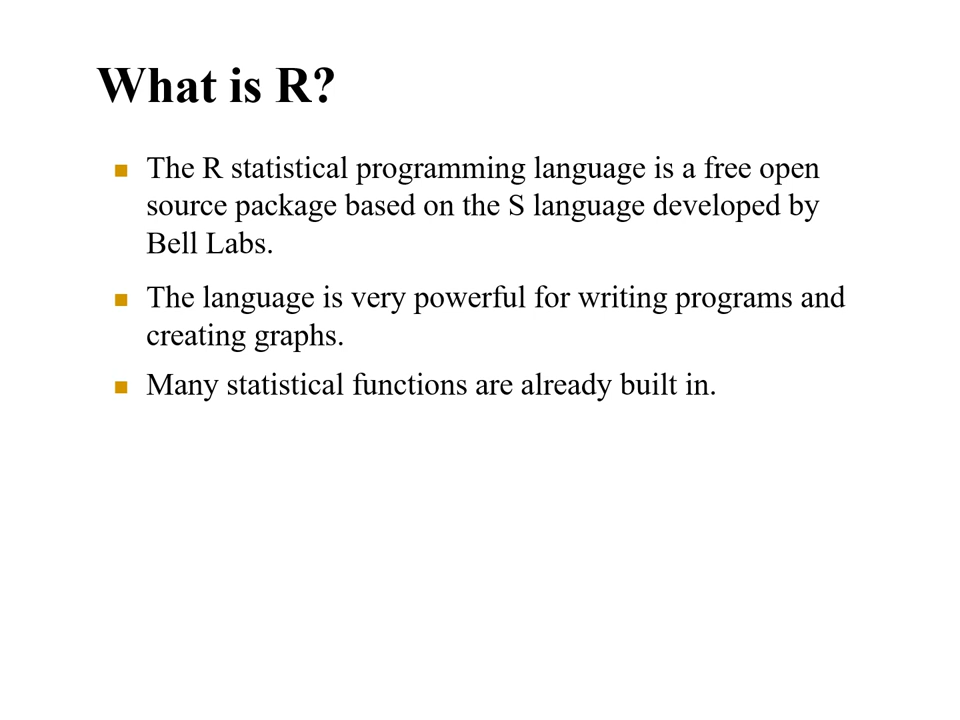 What is R?
The R statistical programming language is a free open
source package based on the S language developed by
Bell Labs.
The language is very powerful for writing programs and
creating graphs.
Many statistical functions are already built in.